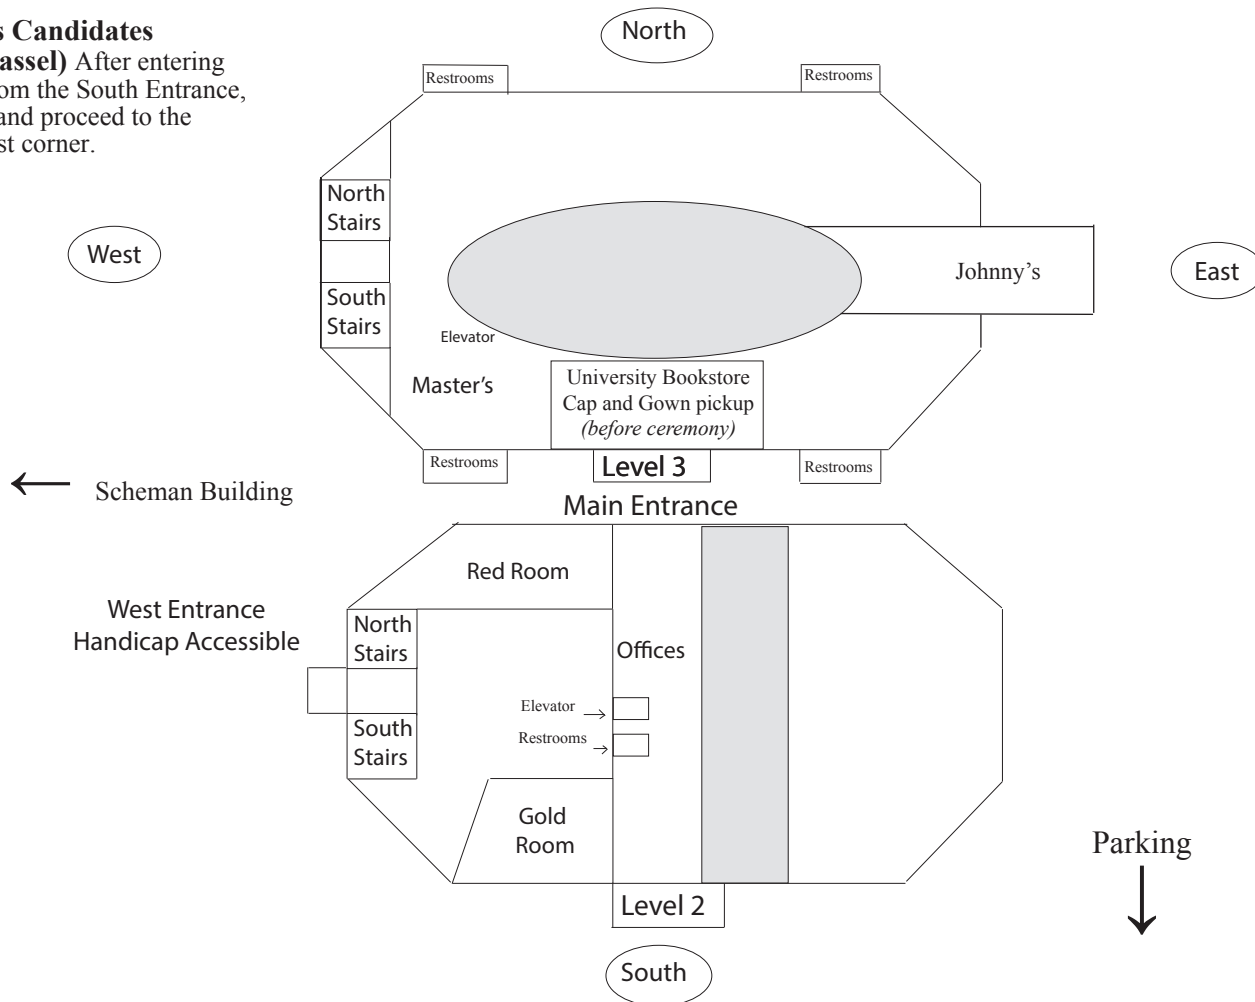 s Candidates
assel) After entering
om the South Entrance,
and proceed to the
st corner.
North
Restrooms
Restrooms
North
Stairs
West
Johnny's
East
South
Stairs
Elevator
Master's
University Bookstore
Cap and Gown pickup
(before ceremony)
Restrooms
Level 3
Restrooms
Scheman Building
Main Entrance
Red Room
West Entrance
Handicap Accessible
North
Stairs
Offices
Elevator
Restrooms
South
Stairs
Gold
Room
Parking
Level 2
South